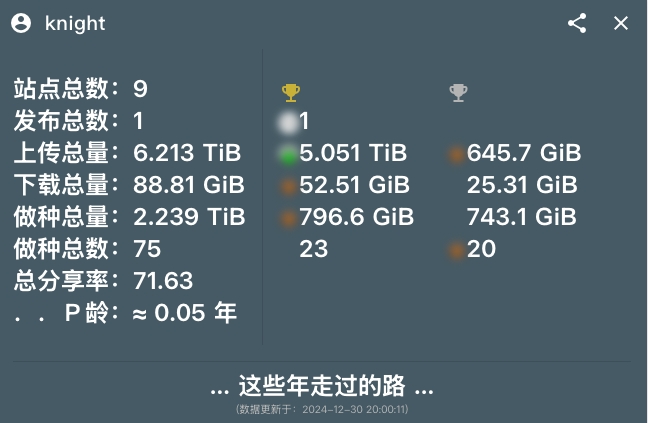 knight
站点总数：9
发布总数：1 1
上传总量：6.213 TiB 5.051 TiB 645.7 GiB
下载总量：88.81 GiB 52.51 GiB 25.31 GiB
做种总量：2.239 TiB 796.6 GiB 743.1 GiB
做种总数：75 23 20
总分享率：71.63
．．Ｐ龄：≈ 0.05 年
... 这些年走过的路 ...
(数据更新于：2024-12-30 20:00:11)